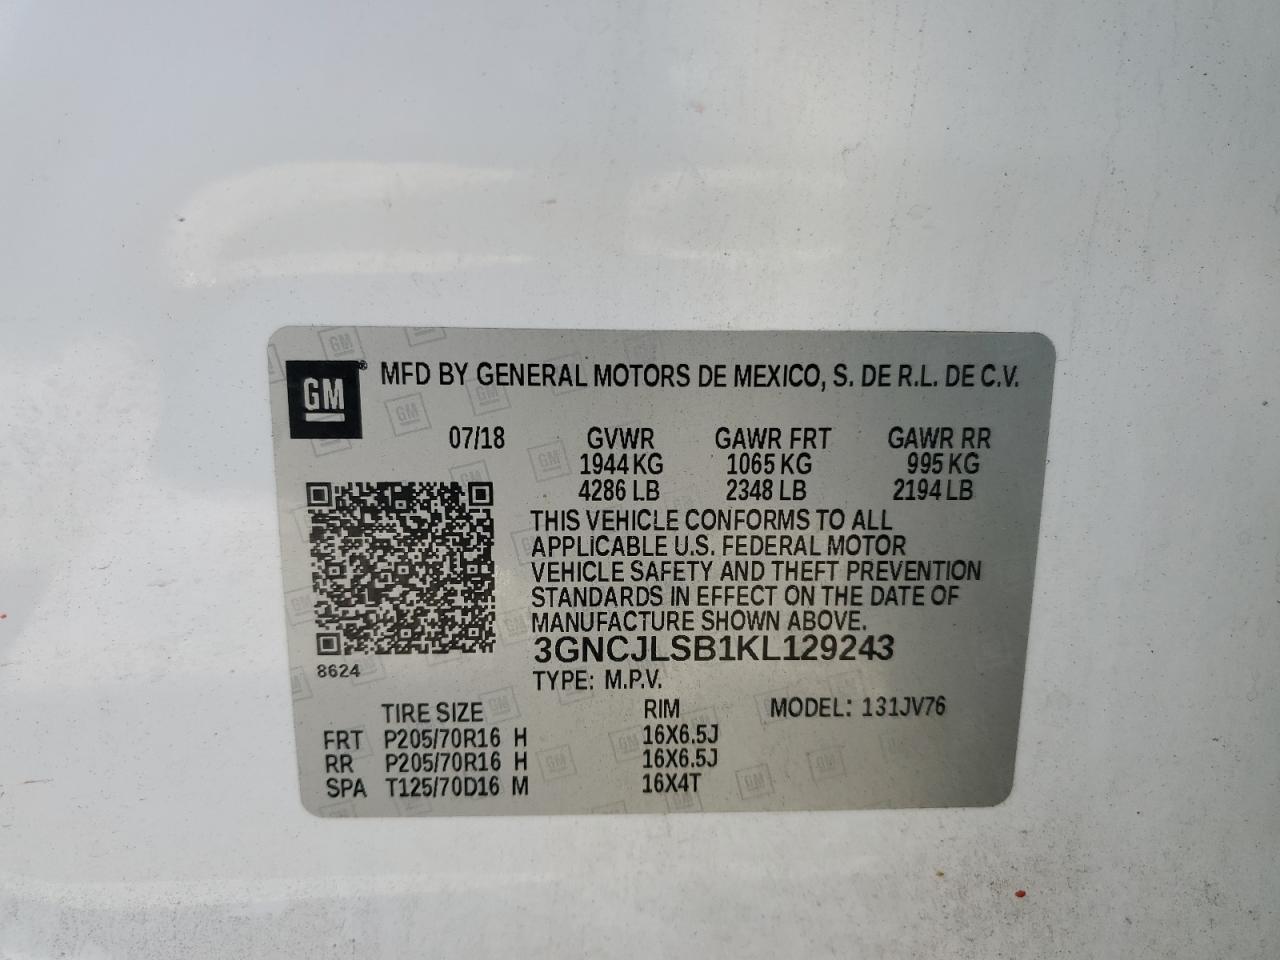 GM ® MFD BY GENERAL MOTORS DE MEXICO, S. DE R.L. DE C.V.
07/18 GVWR GAWR FRT GAWR RR
1944 KG 1065 KG 995 KG
4286 LB 2348 LB 2194 LB
THIS VEHICLE CONFORMS TO ALL
APPLICABLE U.S. FEDERAL MOTOR
VEHICLE SAFETY AND THEFT PREVENTION
STANDARDS IN EFFECT ON THE DATE OF
MANUFACTURE SHOWN ABOVE.
3GNCJLSB1KL129243
8624
TYPE: M.P.V.
TIRE SIZE RIM MODEL: 131JV76
FRT P205/70R16 H 16X6.5J
RR P205/70R16 H 16X6.5J
SPA T125/70D16 M 16X4T